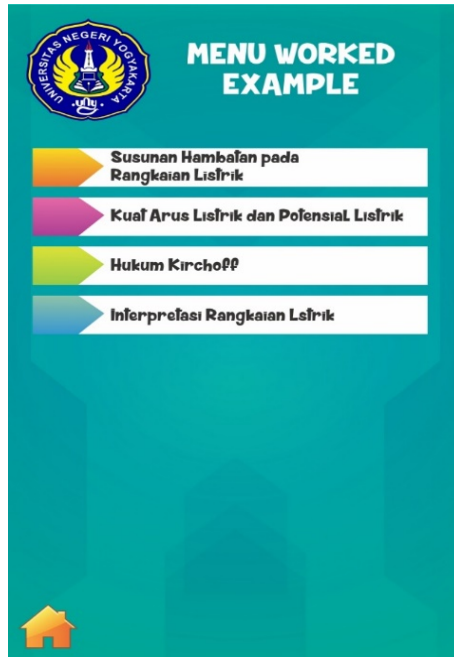 UNIVERSITAS NEGERI YOGYAKARTA
UNY
MENU WORKED
EXAMPLE
Susunan Hambatan pada
Rangkaian Listrik
Kuat Arus Listrik dan Potensial Listrik
Hukum Kirchoff
Interpretasi Rangkaian Lstrik